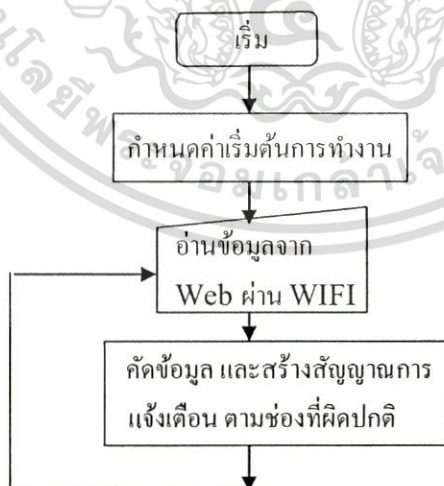 เริ่ม
กำหนดค่าเริ่มต้นการทำงาน
อ่านข้อมูลจาก
Web ผ่าน WIFI
คัดข้อมูล และสร้างสัญญาณการ
แจ้งเตือน ตามช่องที่ผิดปกติ